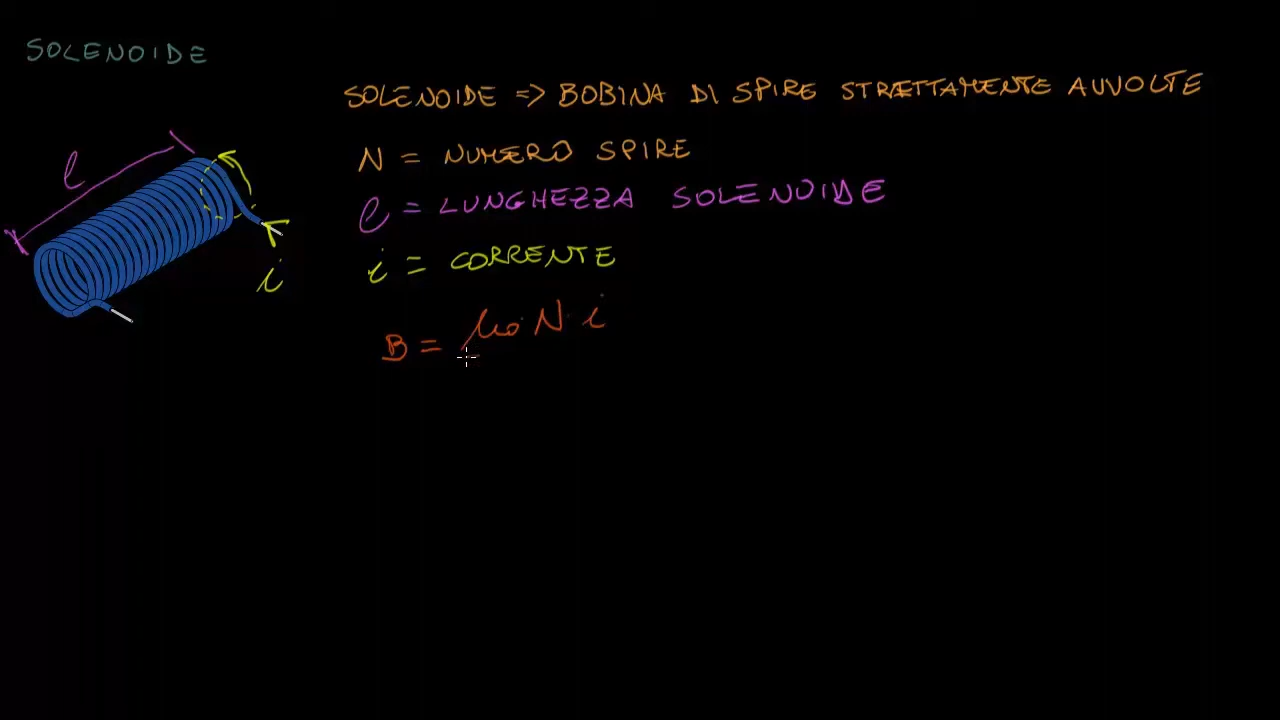 SOLENOIDE
SOLENOIDE => BOBINA DI SPIRE STRETTAMENTE AVVOLTE
N = NUMERO SPIRE
l = LUNGHEZZA SOLENOIDE
i = CORRENTE
B = μ0·N·i
l
i